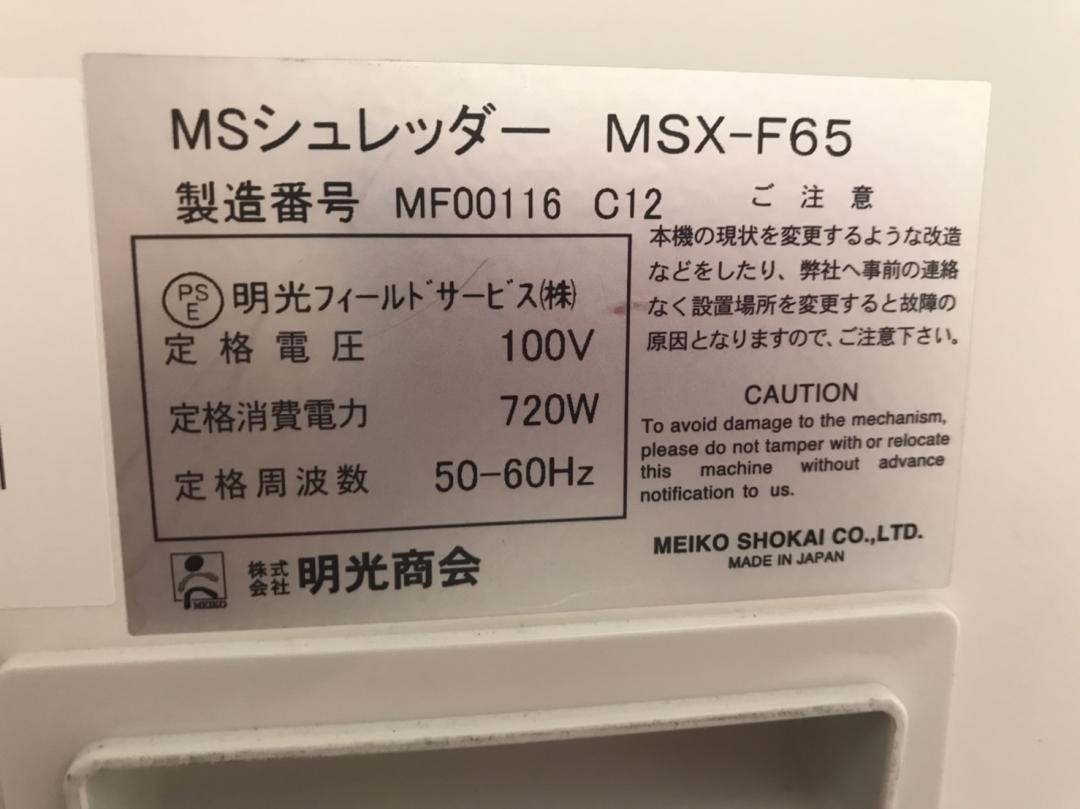 MSシュレッダー MSX-F65
製造番号 MF00116 C12
PS
E
明光フィールドサービス(株)
定格電圧 100V
定格消費電力 720W
定格周波数 50-60Hz
ご注意
本機の現状を変更するような改造
などをしたり、弊社へ事前の連絡
なく設置場所を変更すると故障の
原因となりますので、ご注意下さい。
CAUTION
To avoid damage to the mechanism,
please do not tamper with or relocate
this machine without advance
notification to us.
MEIKO
株式
会社 明光商会
MEIKO SHOKAI CO.,LTD.
MADE IN JAPAN